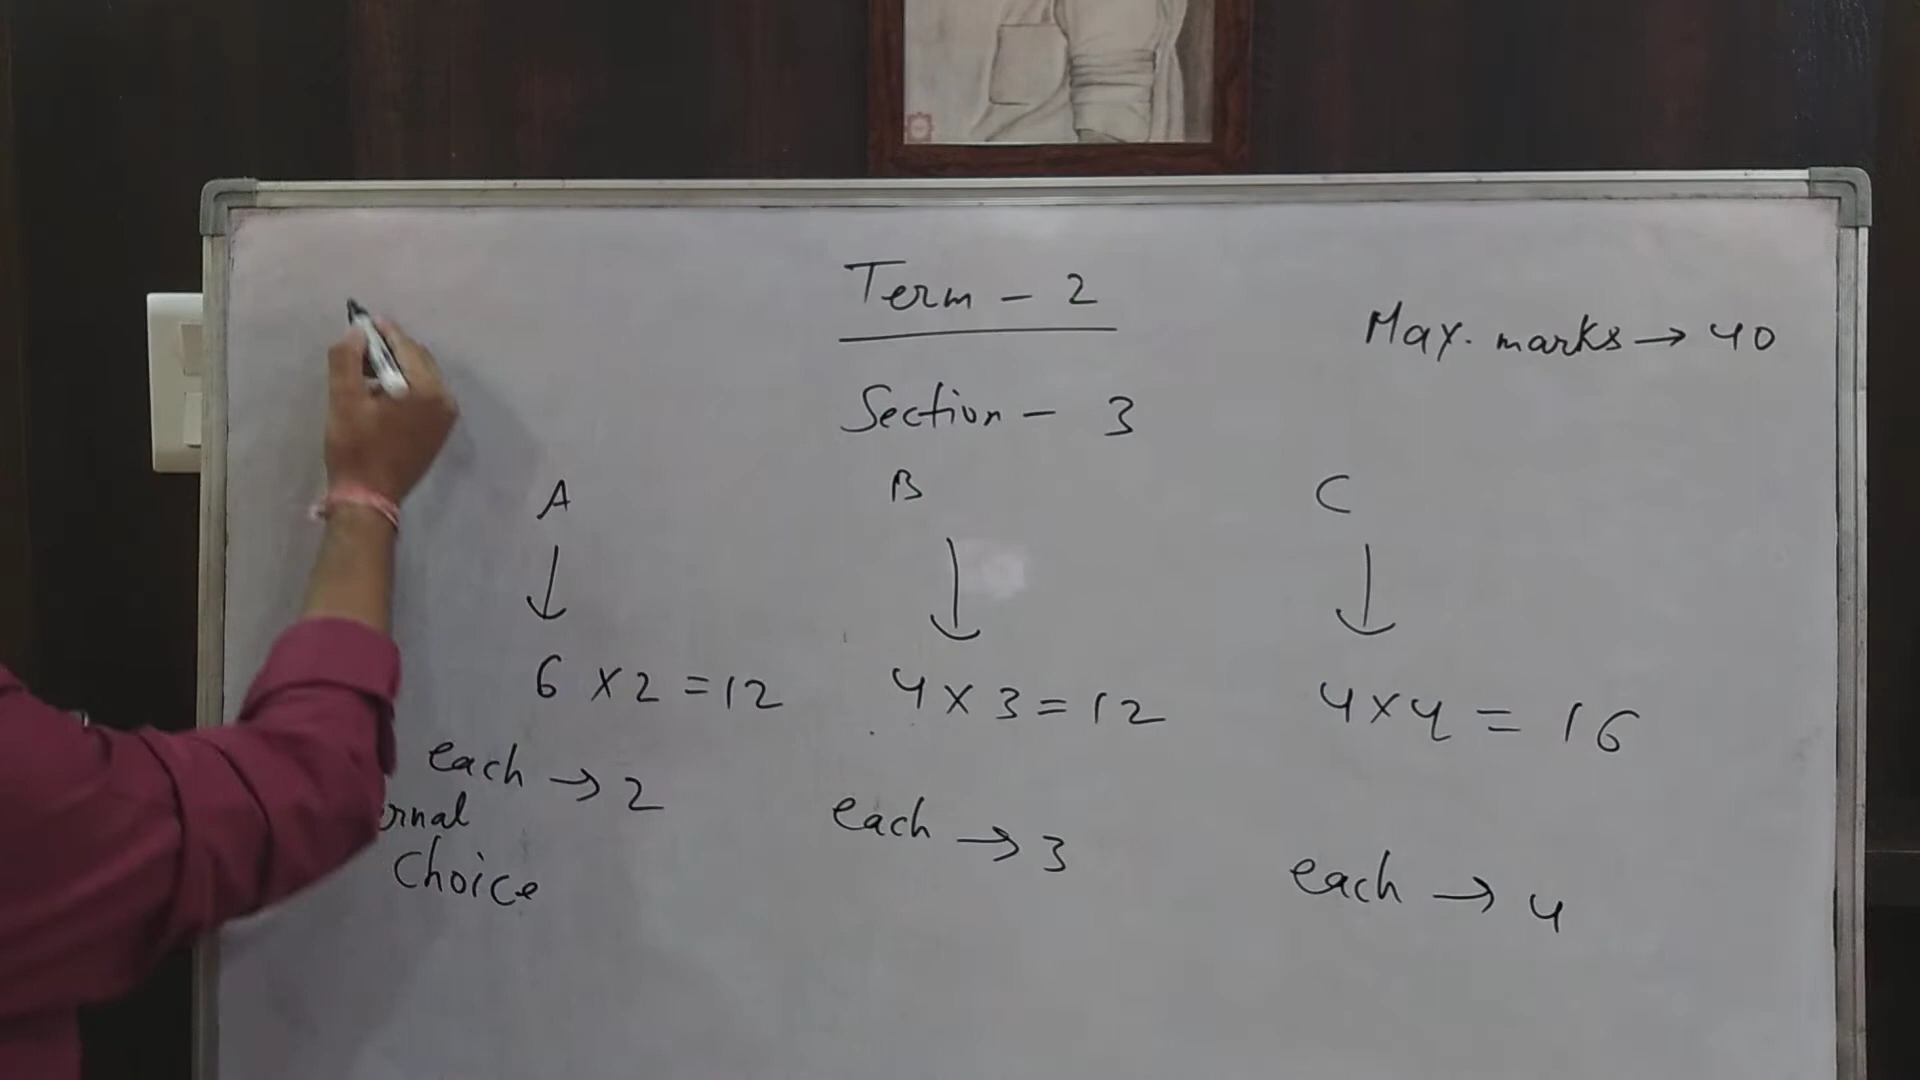 Term - 2
Max. marks → 40
Section - 3
A B C
↓ ↓ ↓
6 × 2 = 12 4 × 3 = 12 4 × 4 = 16
each → 2 each → 3 each → 4
choice